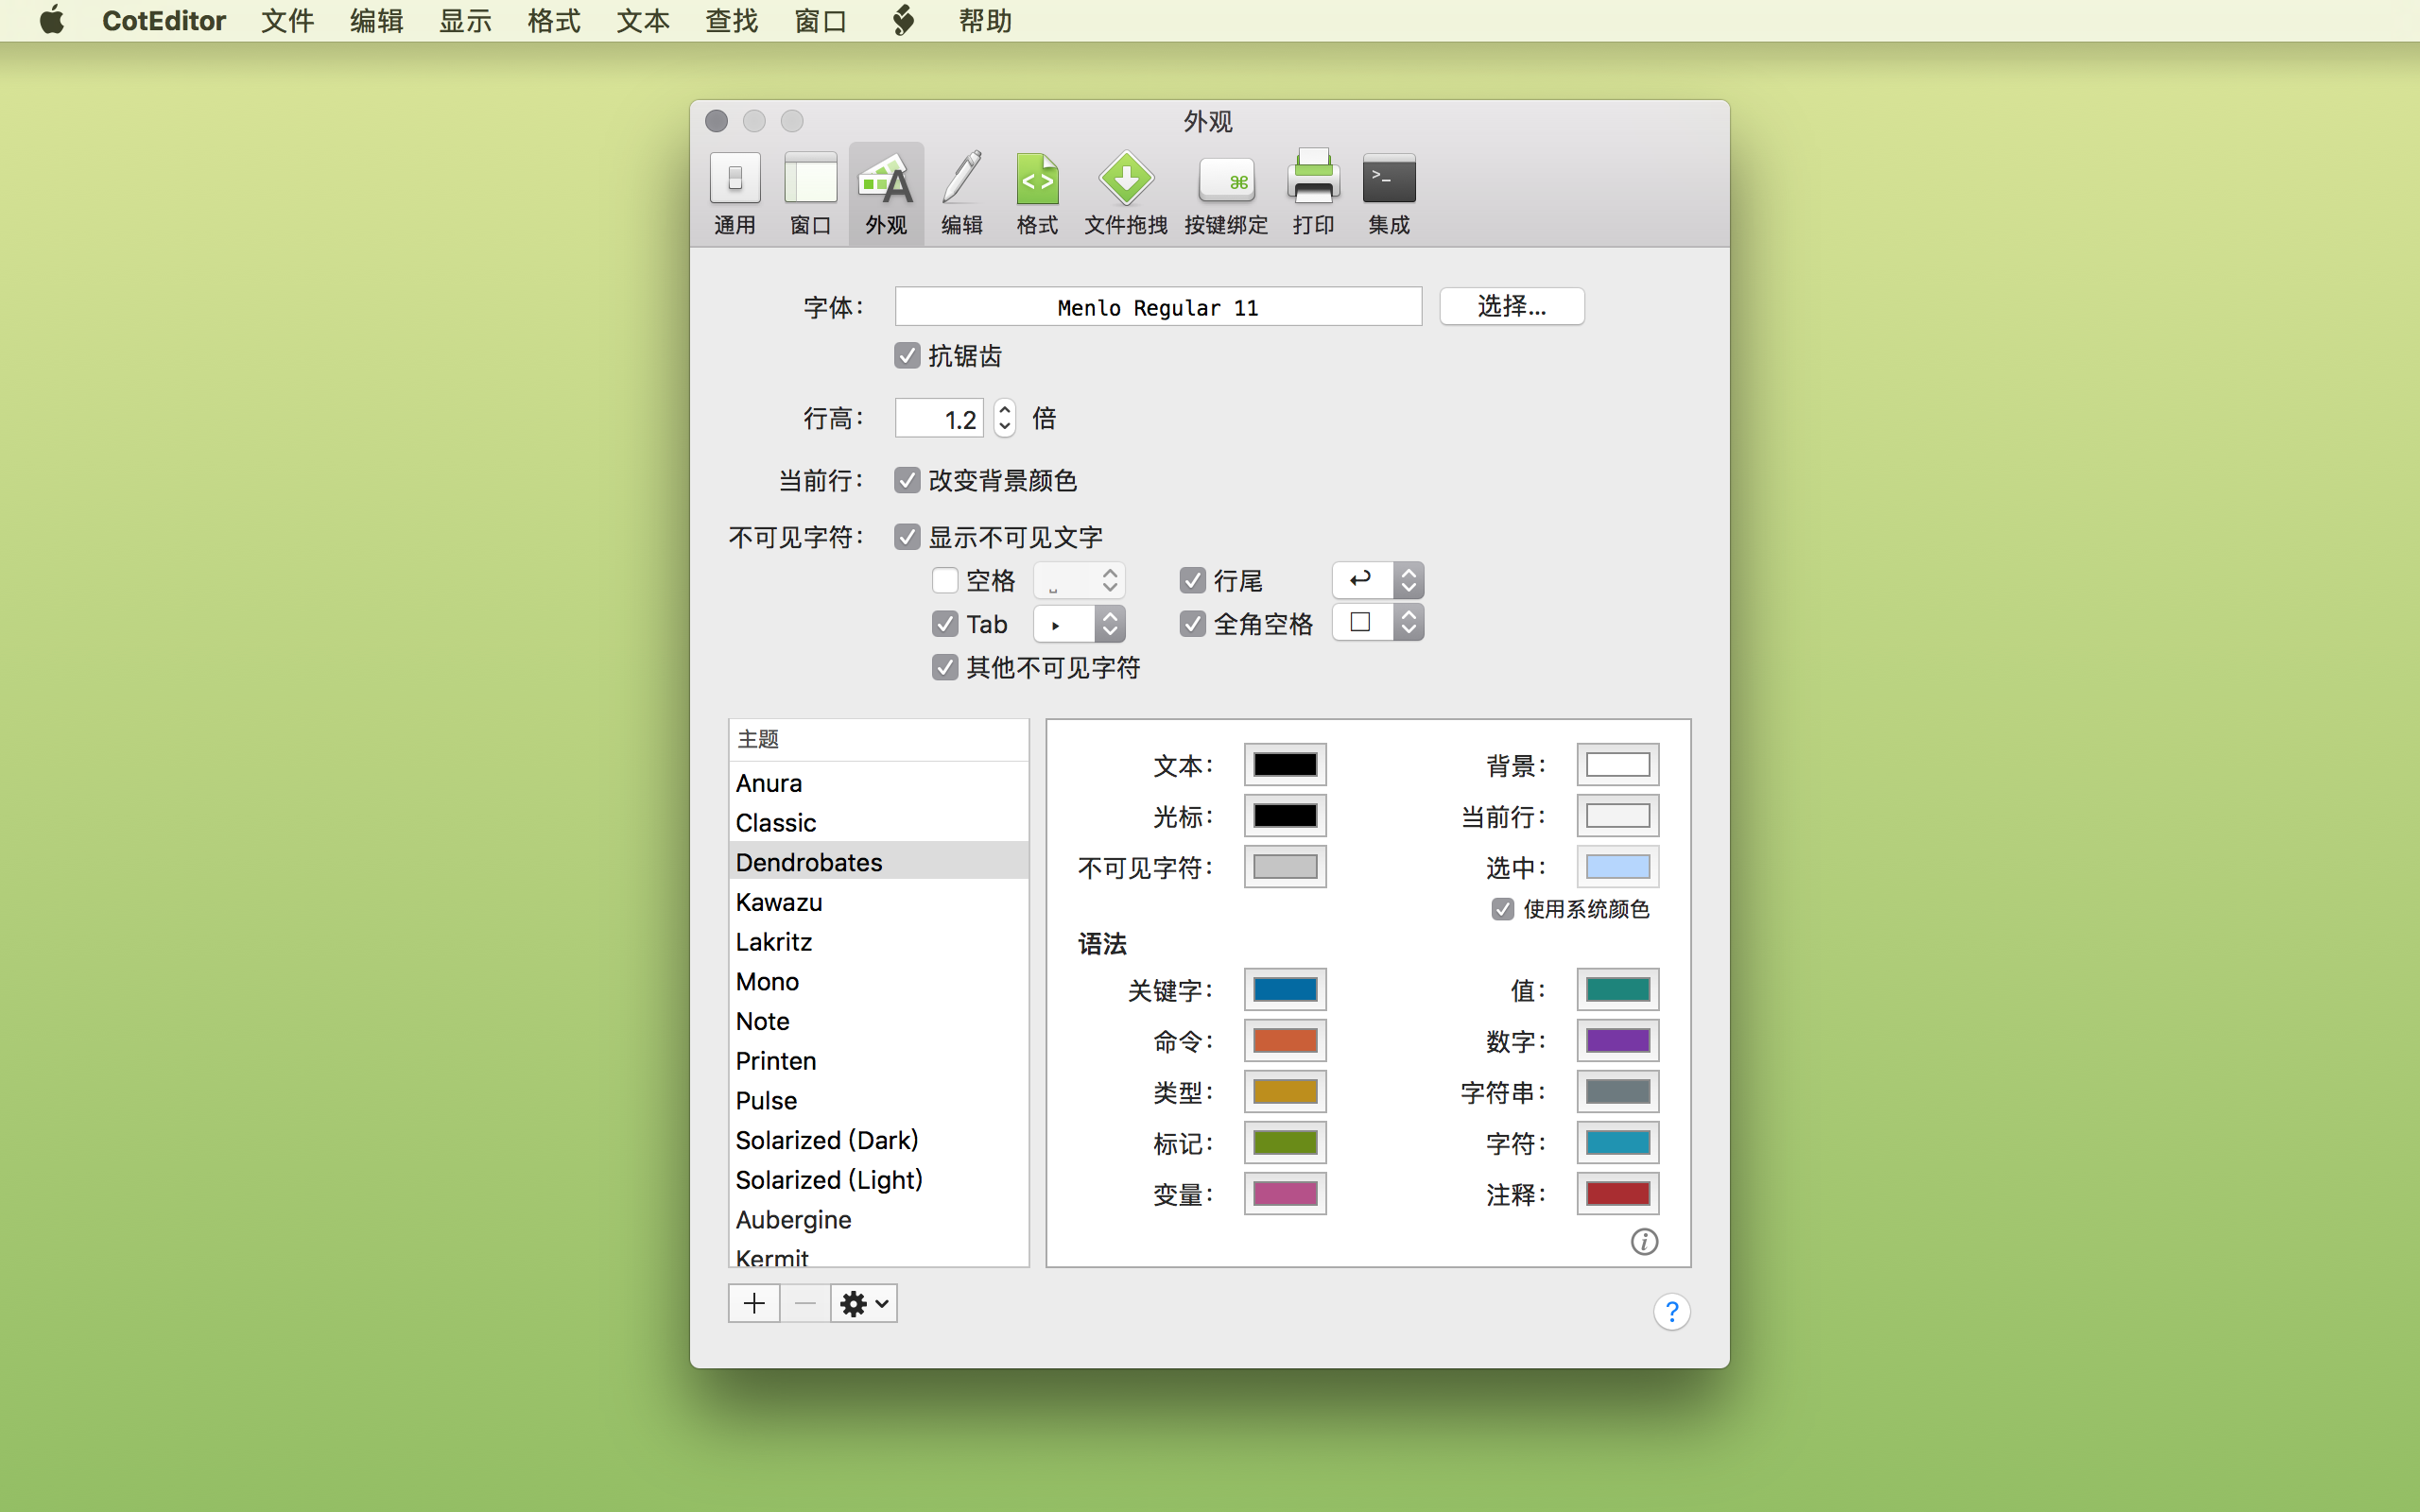 CotEditor 文件 编辑 显示 格式 文本 查找 窗口 帮助
外观
通用 窗口 外观 编辑 格式 文件拖拽 按键绑定 打印 集成
字体： Menlo Regular 11 选择...
抗锯齿
行高： 1.2 倍
当前行： 改变背景颜色
不可见字符： 显示不可见文字
空格 ␣ 行尾 ↩
Tab ‣ 全角空格 □
其他不可见字符
主题
Anura
Classic
Dendrobates
Kawazu
Lakritz
Mono
Note
Printen
Pulse
Solarized (Dark)
Solarized (Light)
Aubergine
Kermit
文本： 背景：
光标： 当前行：
不可见字符： 选中：
使用系统颜色
语法
关键字： 值：
命令： 数字：
类型： 字符串：
标记： 字符：
变量： 注释：
?